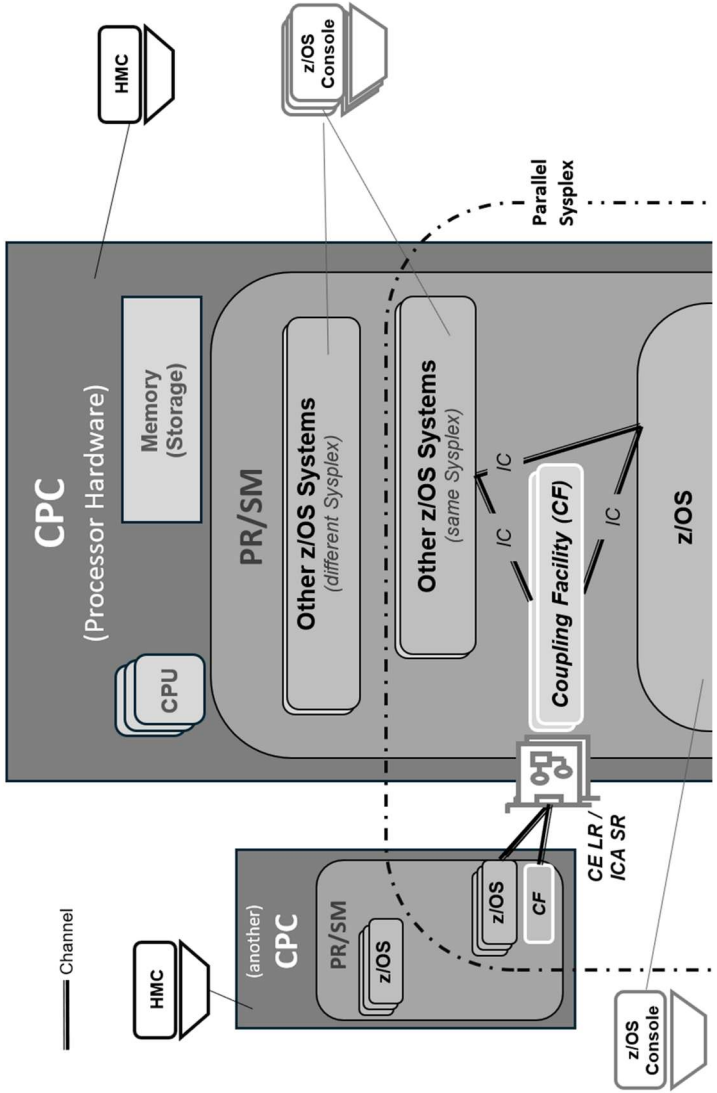 Channel
HMC
(another)
CPC
PR/SM
z/OS
z/OS
CF
CE LR /
ICA SR
z/OS
Console
CPC
(Processor Hardware)
CPU
Memory
(Storage)
PR/SM
Other z/OS Systems
(different Sysplex)
Other z/OS Systems
(same Sysplex)
IC
IC
Coupling Facility (CF)
IC
z/OS
HMC
z/OS
Console
Parallel
Sysplex